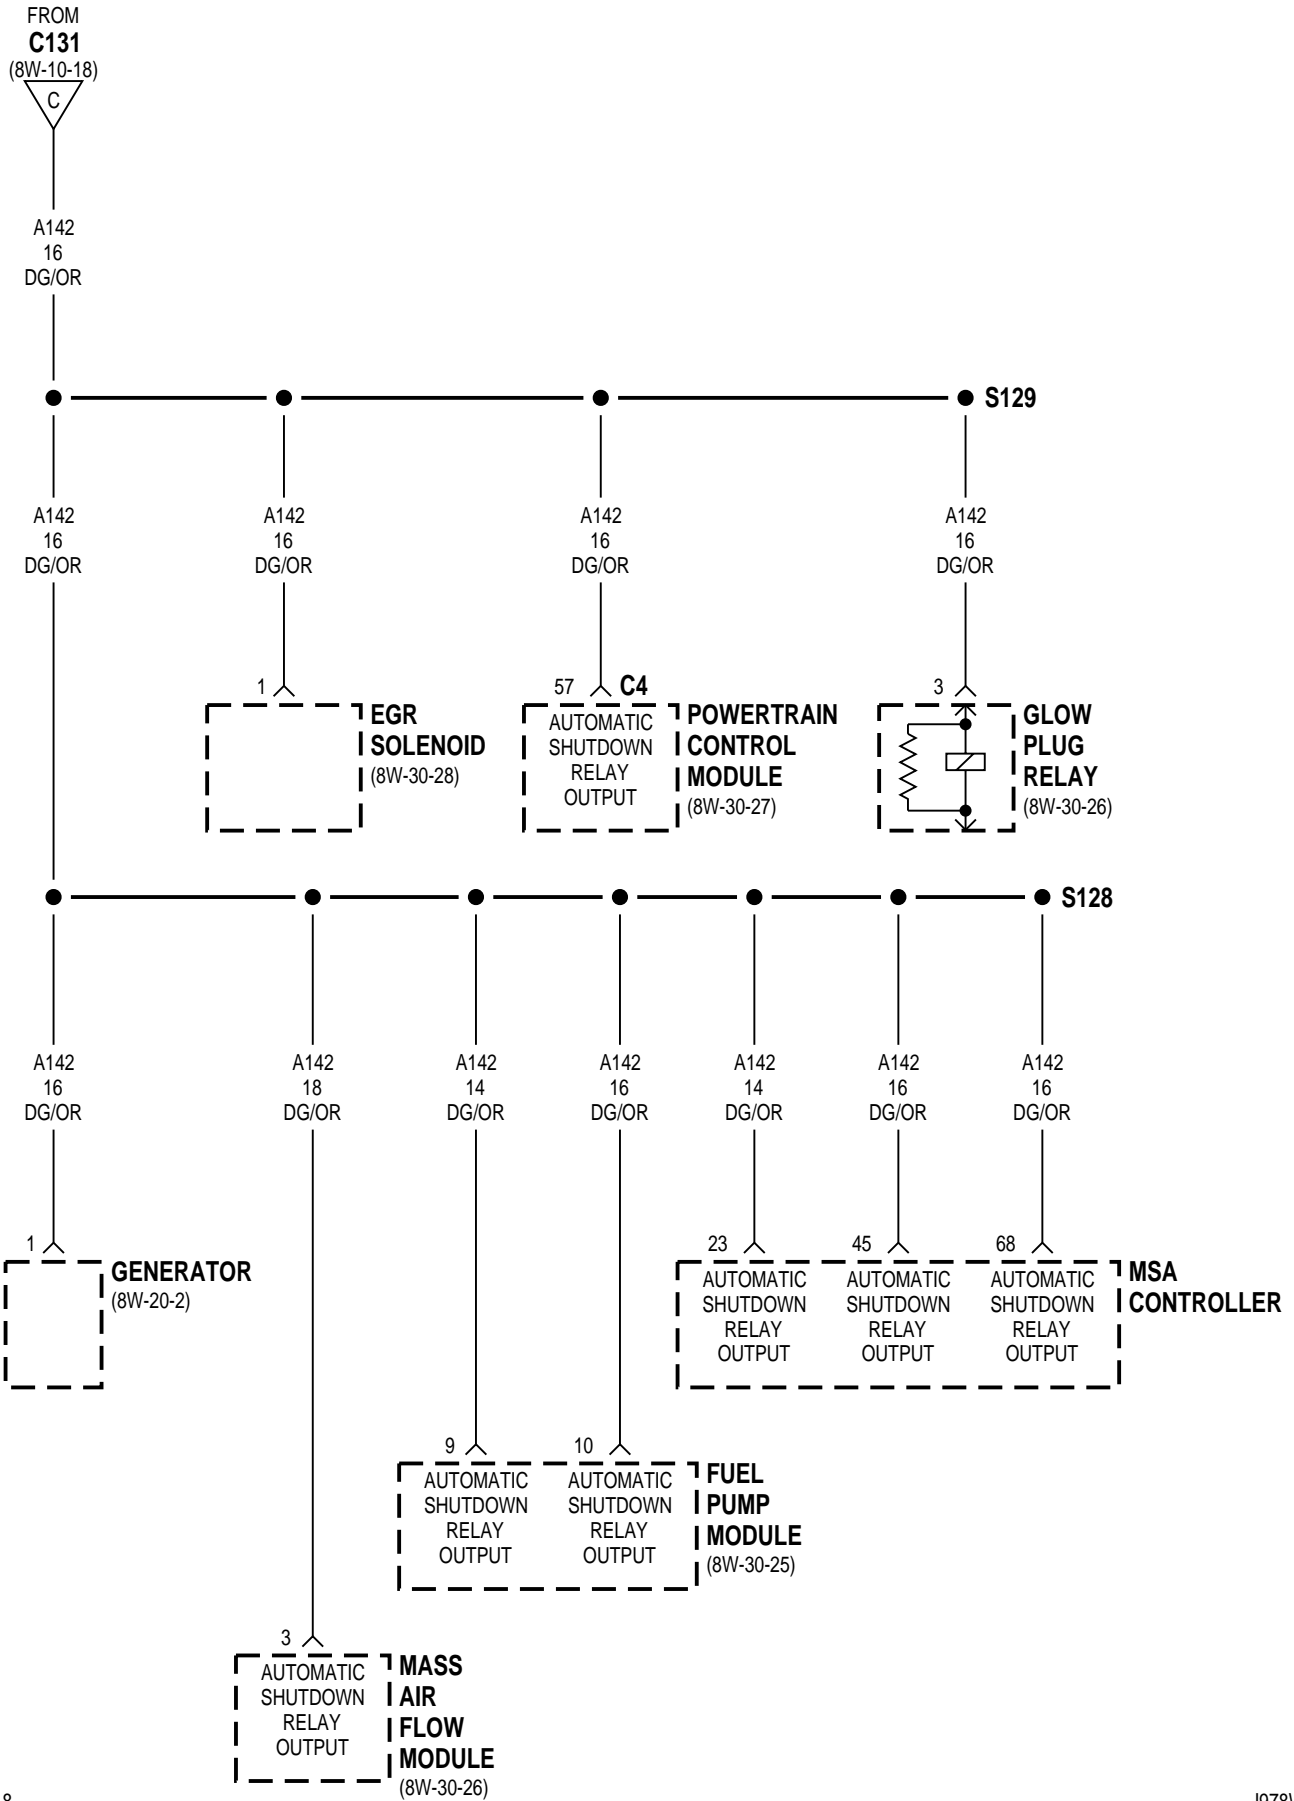 FROM
C131
(8W-10-18)
C
A142
16
DG/OR
S129
A142 A142 A142 A142
16 16 16 16
DG/OR DG/OR DG/OR DG/OR
1 57 C4 3
EGR
SOLENOID
(8W-30-28)
AUTOMATIC
SHUTDOWN
RELAY
OUTPUT
POWERTRAIN
CONTROL
MODULE
(8W-30-27)
GLOW
PLUG
RELAY
(8W-30-26)
S128
A142 A142 A142 A142 A142 A142 A142
16 18 14 16 14 16 16
DG/OR DG/OR DG/OR DG/OR DG/OR DG/OR DG/OR
1 23 45 68
GENERATOR
(8W-20-2)
AUTOMATIC AUTOMATIC AUTOMATIC
SHUTDOWN SHUTDOWN SHUTDOWN
RELAY RELAY RELAY
OUTPUT OUTPUT OUTPUT
MSA
CONTROLLER
9 10
AUTOMATIC AUTOMATIC
SHUTDOWN SHUTDOWN
RELAY RELAY
OUTPUT OUTPUT
FUEL
PUMP
MODULE
(8W-30-25)
3
AUTOMATIC
SHUTDOWN
RELAY
OUTPUT
MASS
AIR
FLOW
MODULE
(8W-30-26)